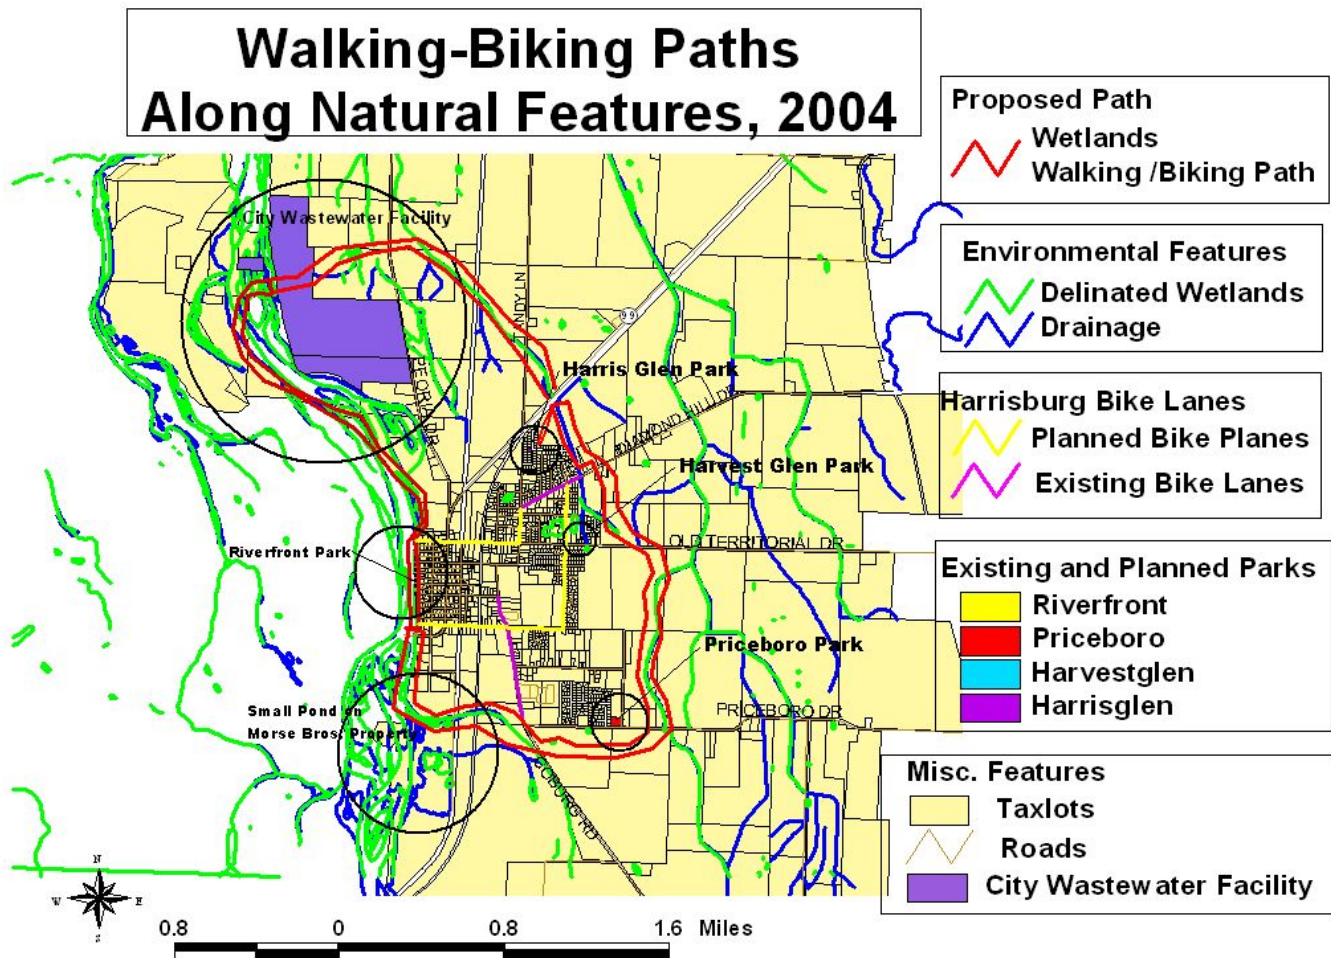 Walking-Biking Paths
Along Natural Features, 2004
Proposed Path
Wetlands
Walking /Biking Path
Environmental Features
Delinated Wetlands
Drainage
Harrisburg Bike Lanes
Planned Bike Planes
Existing Bike Lanes
Existing and Planned Parks
Riverfront
Priceboro
Harvestglen
Harrisglen
Misc. Features
Taxlots
Roads
City Wastewater Facility
City Wastewater Facility
99
Harris Glen Park
PEORIA DR
DIAMOND HILL DR
Harvest Glen Park
OLD TERRITORIAL DR
Riverfront Park
Priceboro Park
PRICEBORO DR
Small Pond on
Morse Bros. Property
COBURG RD
N
W E
S
0.8 0 0.8 1.6 Miles